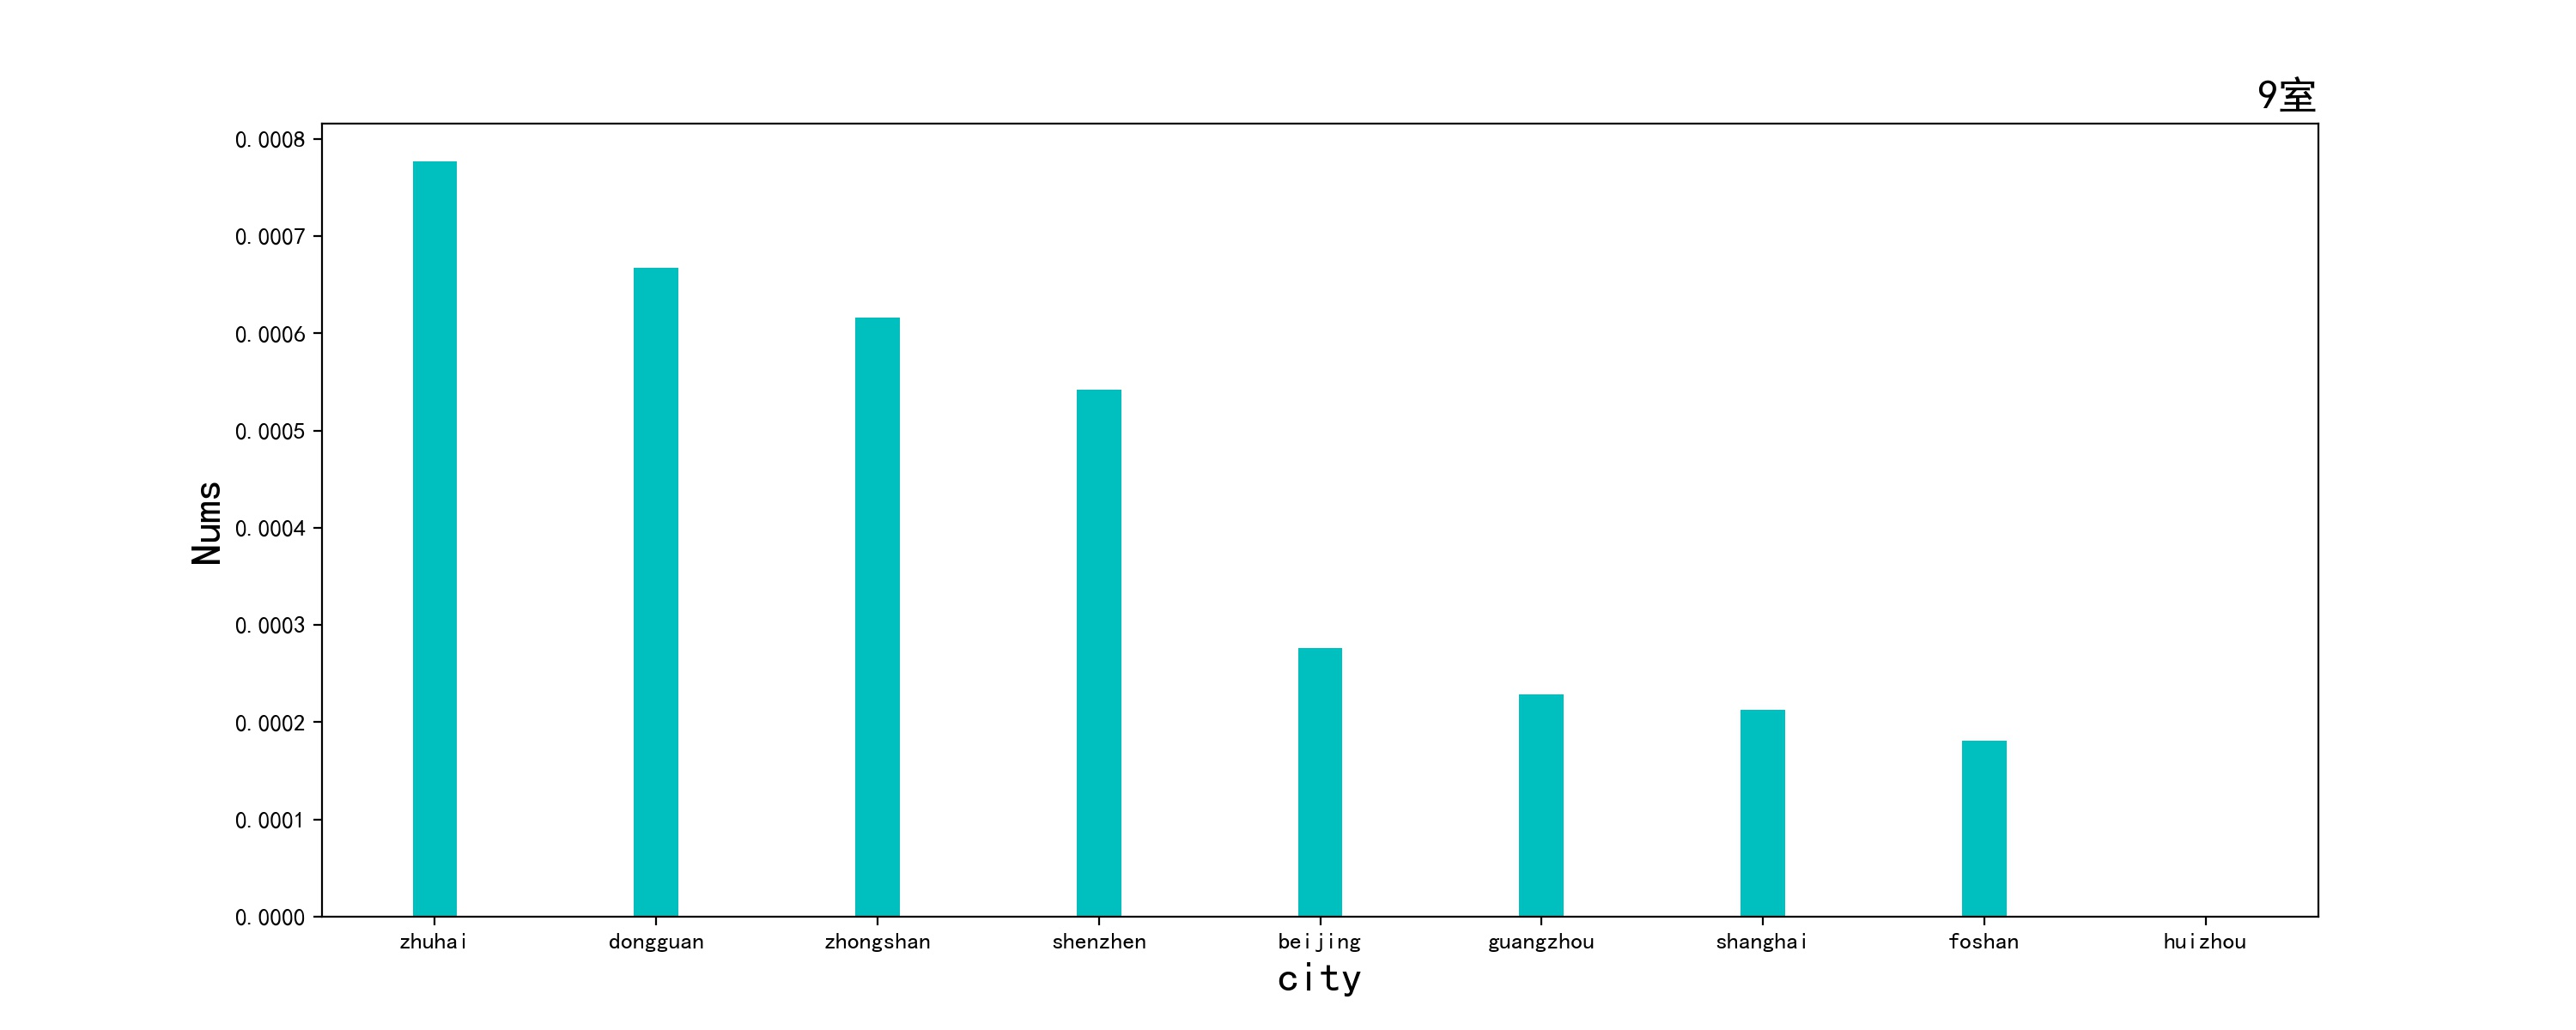 9室
0.0008
0.0007
0.0006
0.0005
0.0004
0.0003
0.0002
0.0001
0.0000
Nums
zhuhai dongguan zhongshan shenzhen beijing guangzhou shanghai foshan huizhou
city